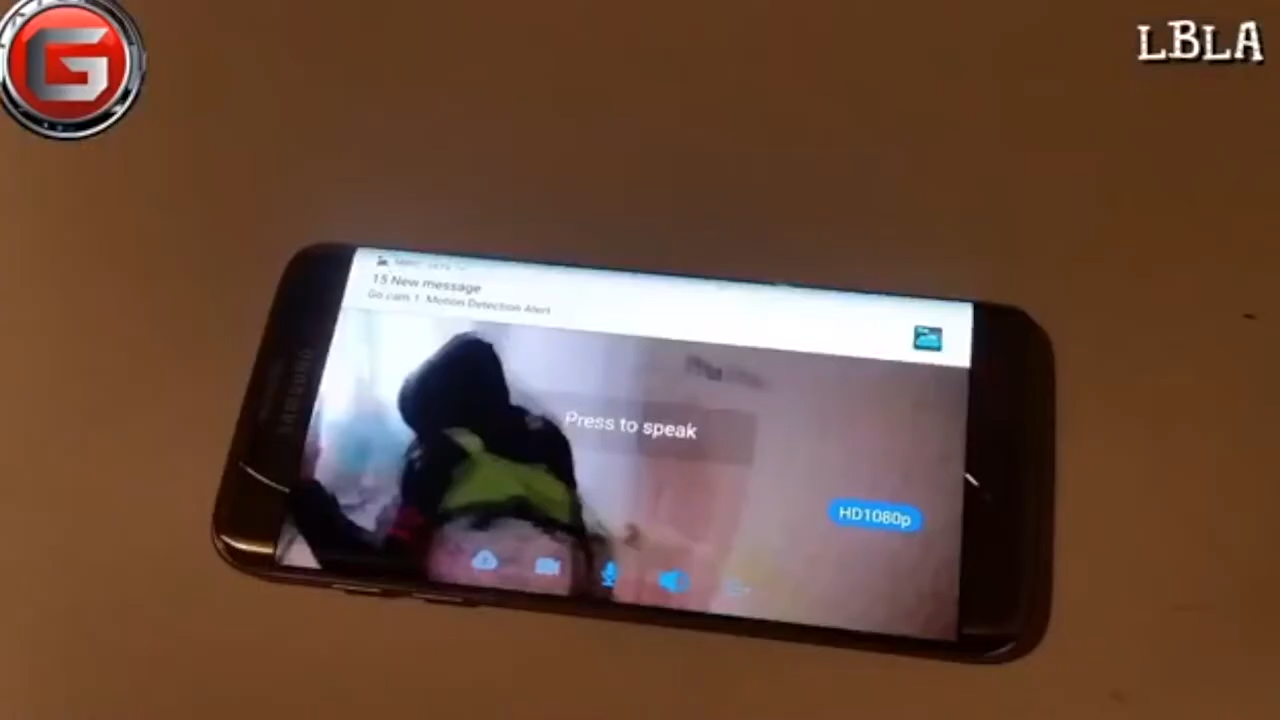 G
LBLA
15 New message
Go cam 1: Motion Detection Alert
Press to speak
HD1080p
SAMSUNG